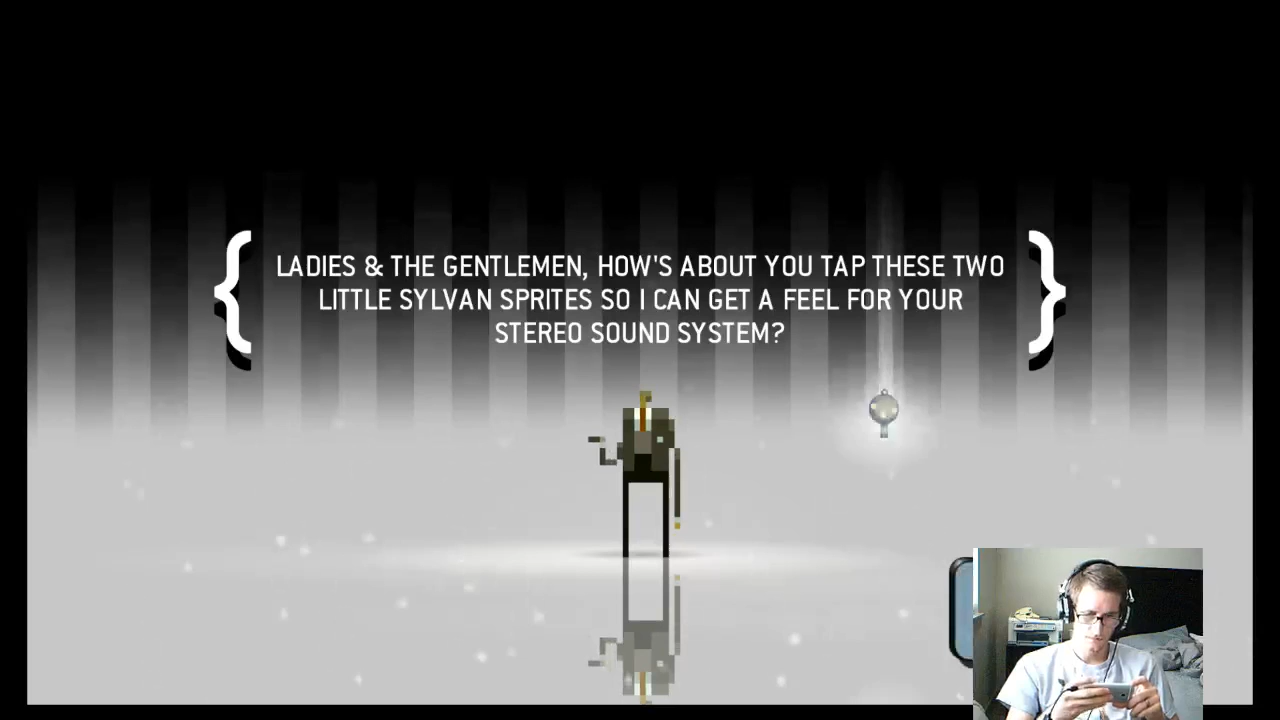 LADIES & THE GENTLEMEN, HOW'S ABOUT YOU TAP THESE TWO
LITTLE SYLVAN SPRITES SO I CAN GET A FEEL FOR YOUR
STEREO SOUND SYSTEM?